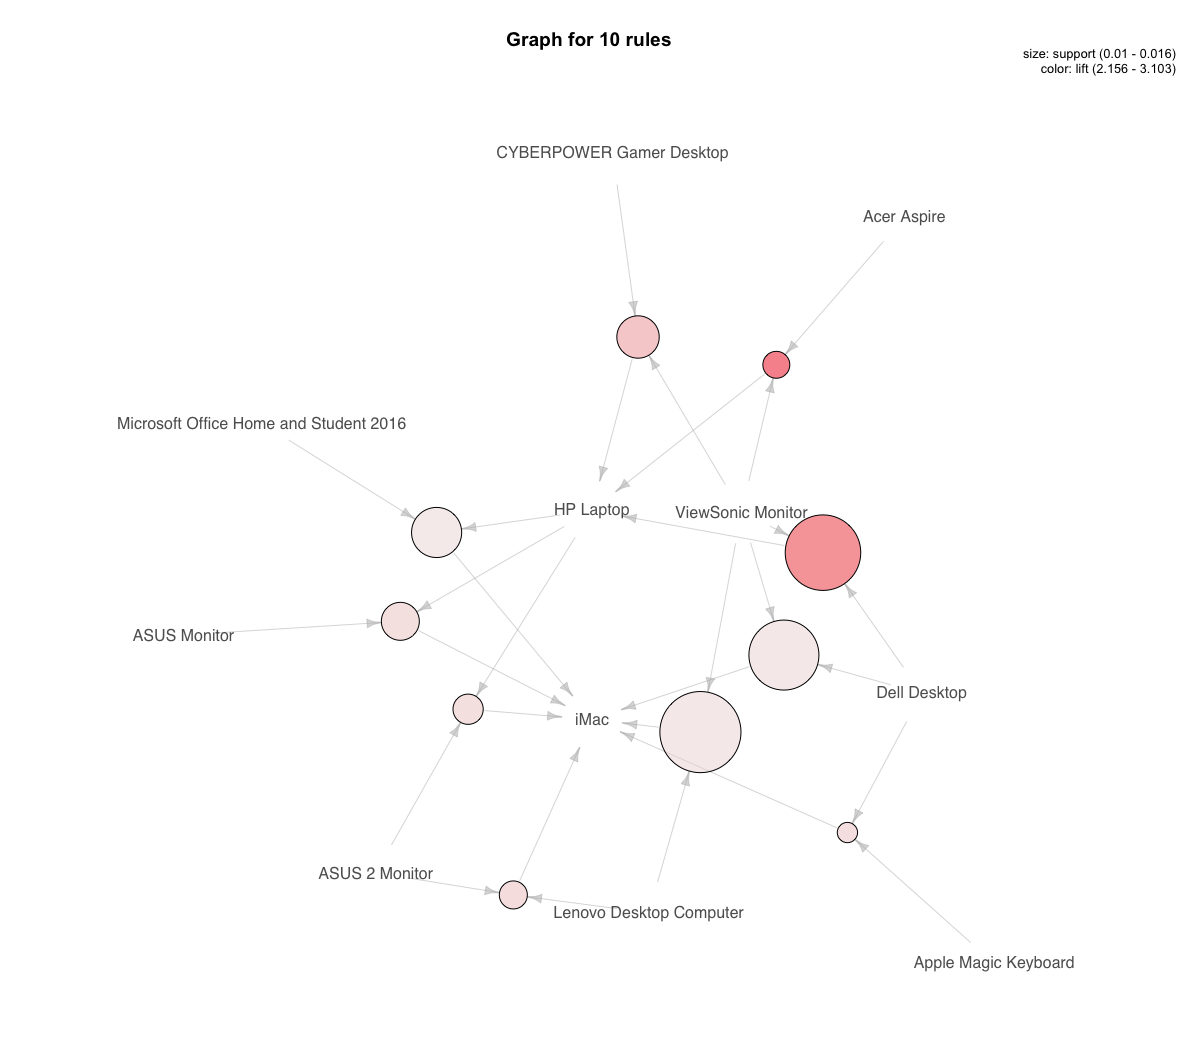 Graph for 10 rules
size: support (0.01 - 0.016)
color: lift (2.156 - 3.103)
CYBERPOWER Gamer Desktop
Acer Aspire
Microsoft Office Home and Student 2016
HP Laptop
ViewSonic Monitor
ASUS Monitor
Dell Desktop
iMac
ASUS 2 Monitor
Lenovo Desktop Computer
Apple Magic Keyboard